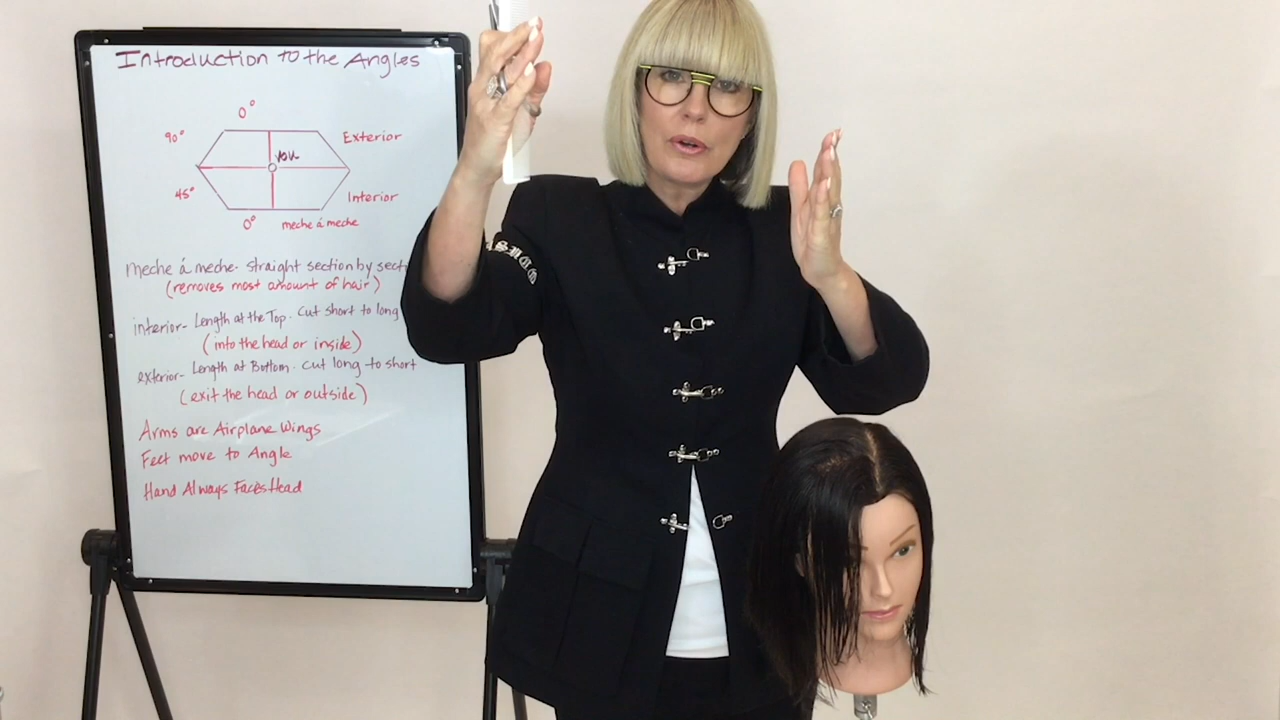 Introduction to the Angles
0°
90°
Exterior
you
45°
Interior
0°
meche á meche
meche á meche- straight section by sect
(removes most amount of hair)
interior- Length at the Top. Cut short to long
(into the head or inside)
exterior- Length at Bottom. Cut long to short
(exit the head or outside)
Arms are Airplane Wings
Feet move to Angle
Hand Always Faces Head